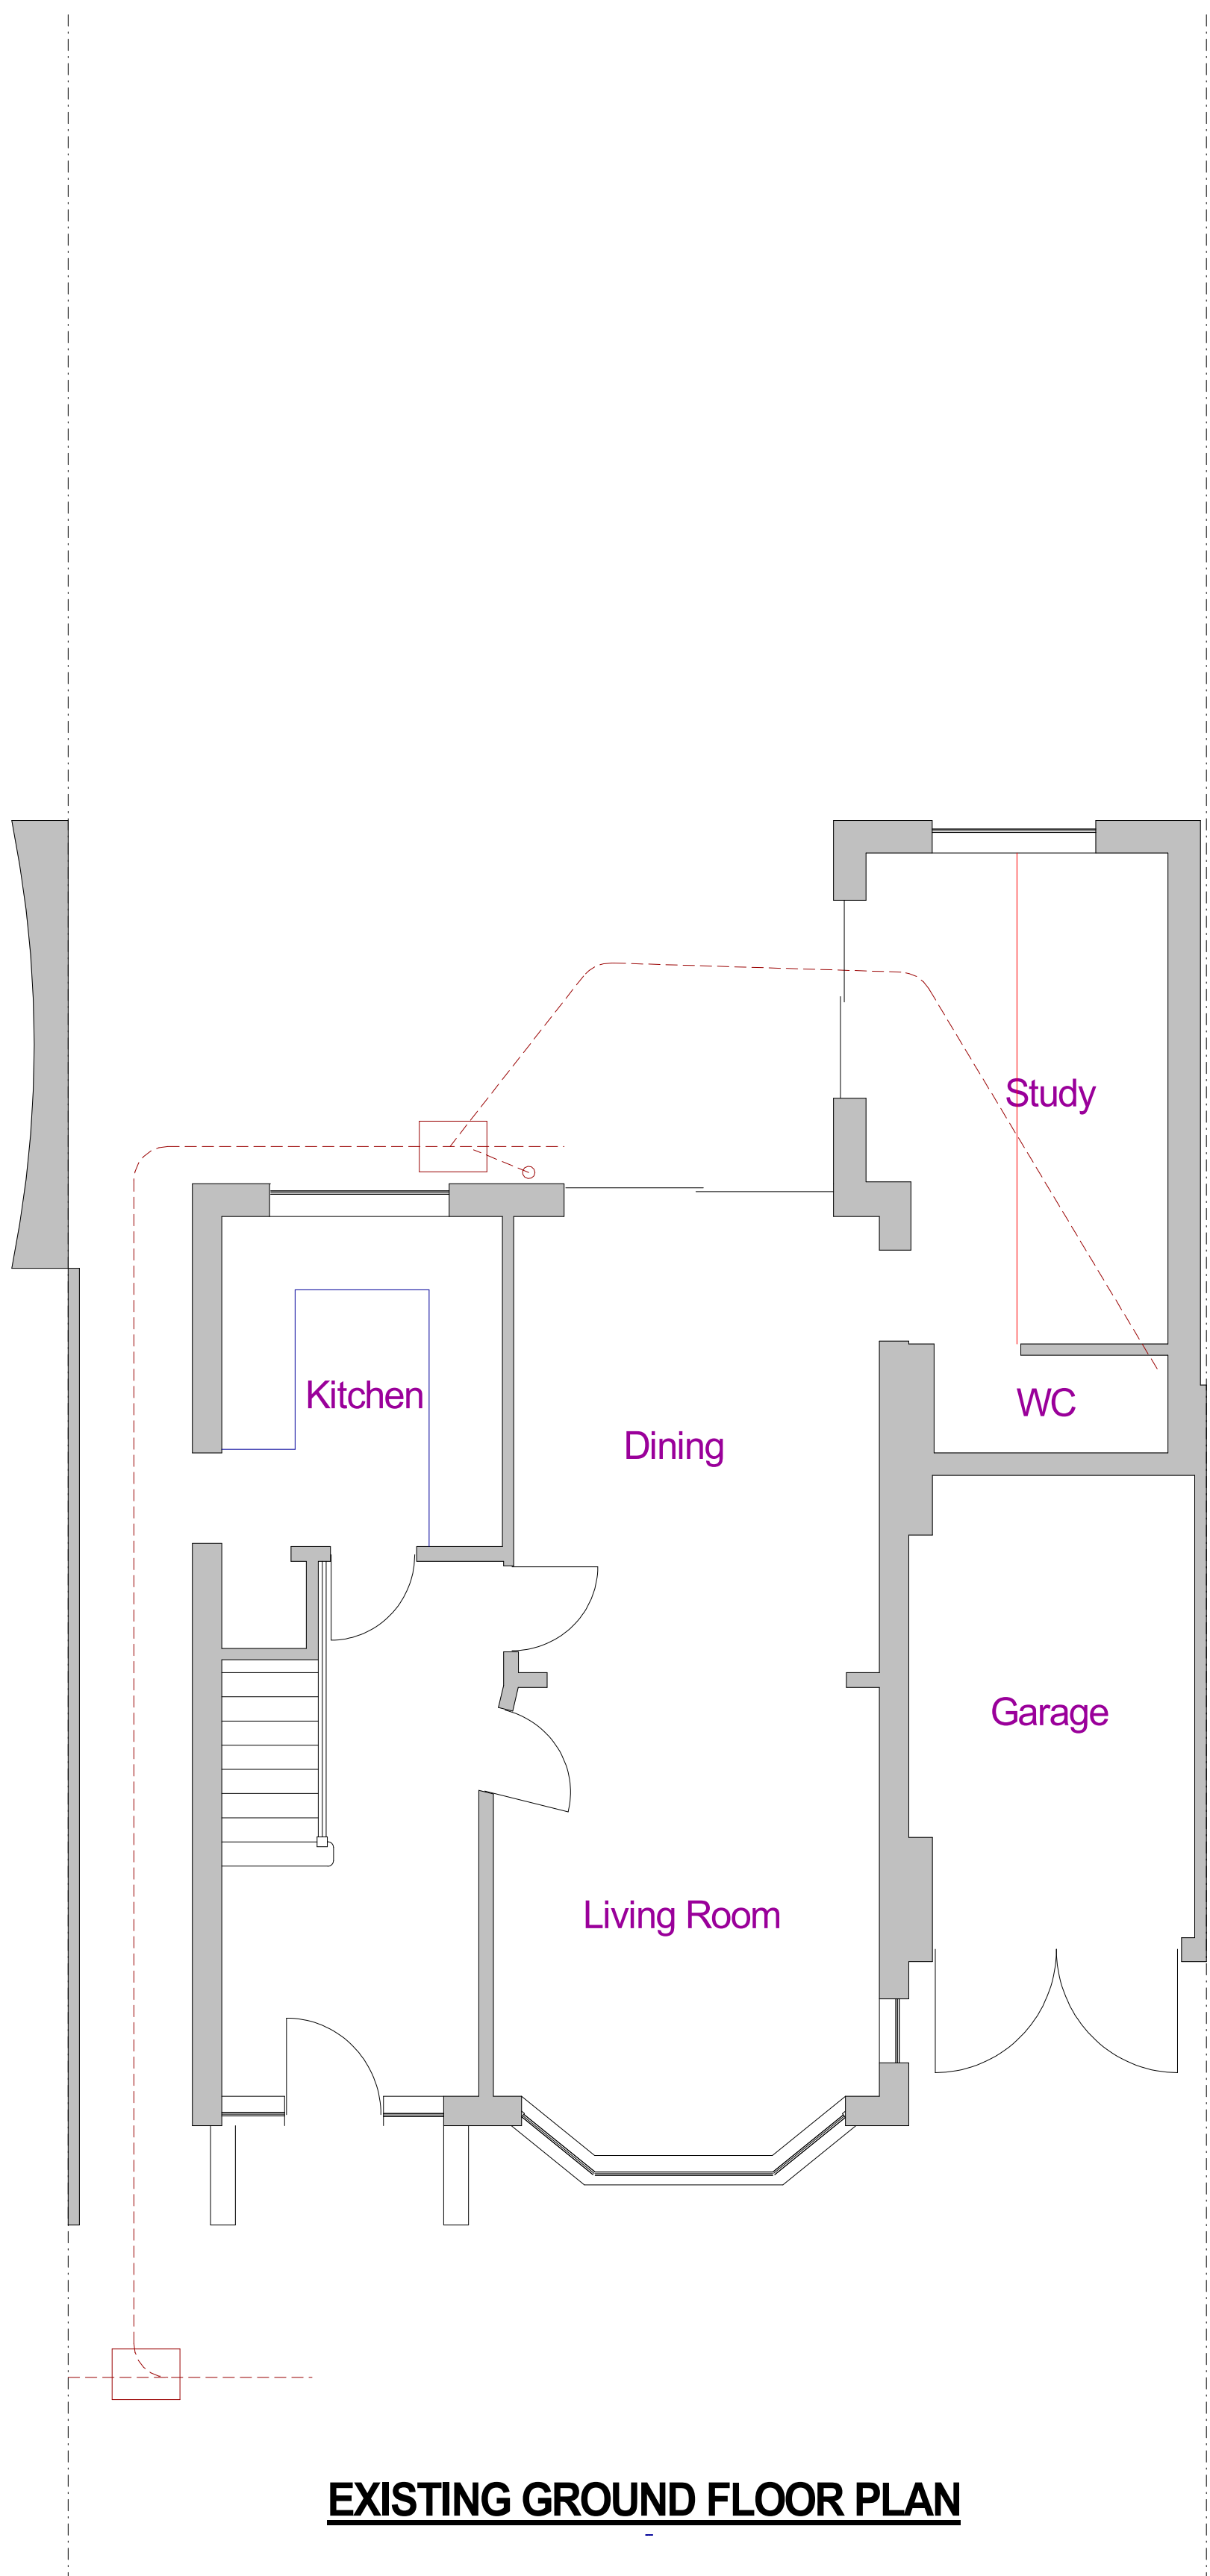 Study
Kitchen
WC
Dining
Garage
Living Room
EXISTING GROUND FLOOR PLAN